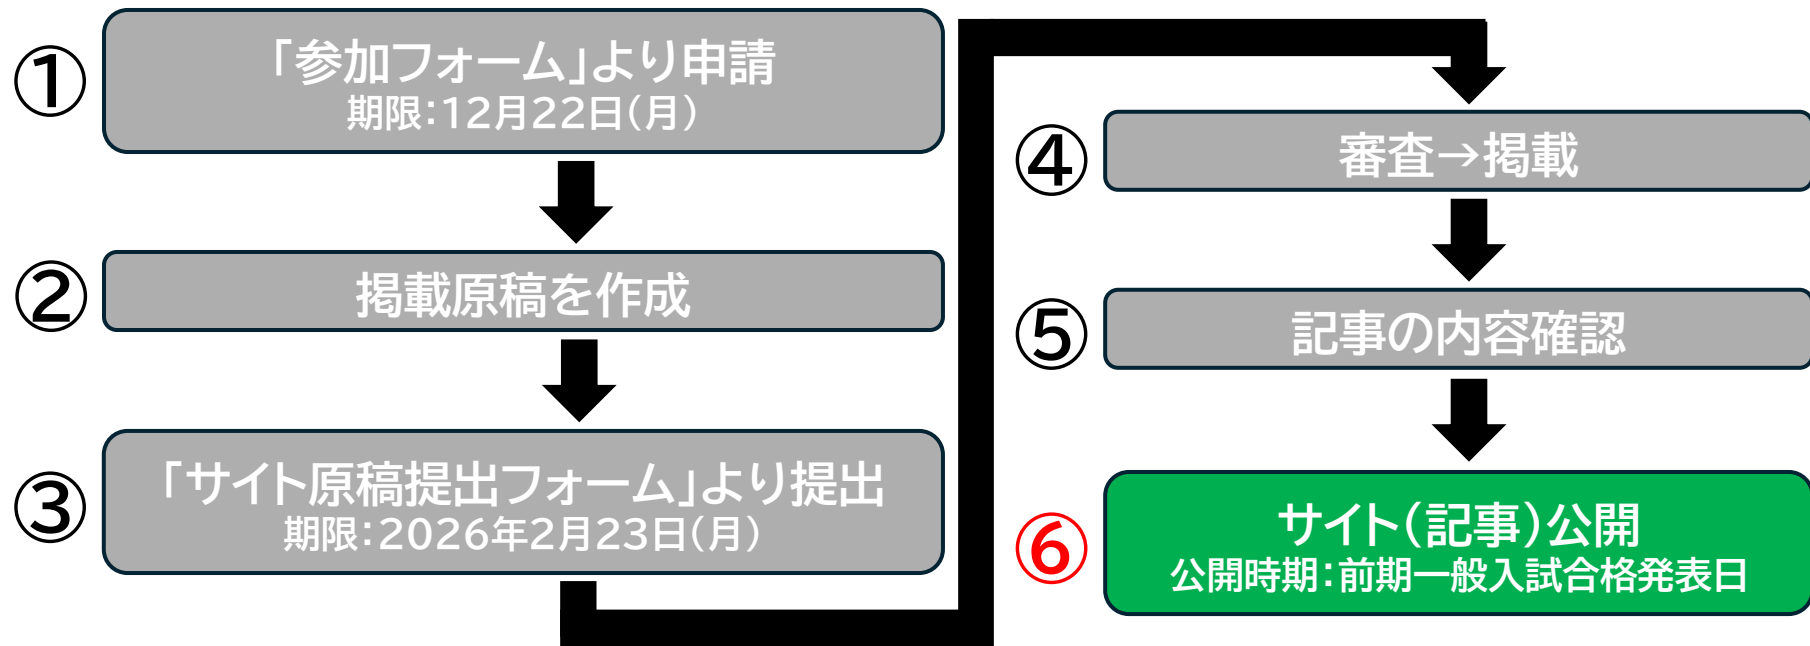 ①
「参加フォーム」より申請
期限：12月22日（月）
②
掲載原稿を作成
③
「サイト原稿提出フォーム」より提出
期限：2026年2月23日（月）
④
審査→掲載
⑤
記事の内容確認
⑥
サイト（記事）公開
公開時期：前期一般入試合格発表日